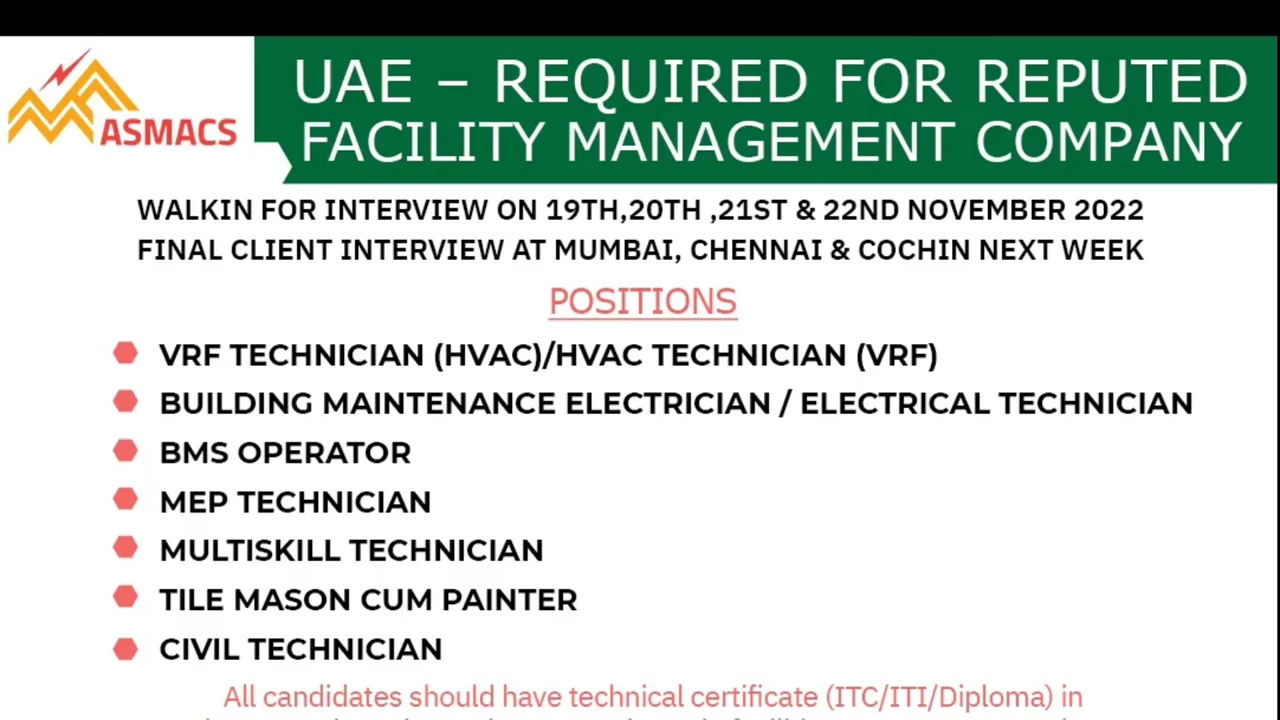 ASMACS
UAE – REQUIRED FOR REPUTED
FACILITY MANAGEMENT COMPANY
WALKIN FOR INTERVIEW ON 19TH,20TH ,21ST & 22ND NOVEMBER 2022
FINAL CLIENT INTERVIEW AT MUMBAI, CHENNAI & COCHIN NEXT WEEK
POSITIONS
VRF TECHNICIAN (HVAC)/HVAC TECHNICIAN (VRF)
BUILDING MAINTENANCE ELECTRICIAN / ELECTRICAL TECHNICIAN
BMS OPERATOR
MEP TECHNICIAN
MULTISKILL TECHNICIAN
TILE MASON CUM PAINTER
CIVIL TECHNICIAN
All candidates should have technical certificate (ITC/ITI/Diploma) in